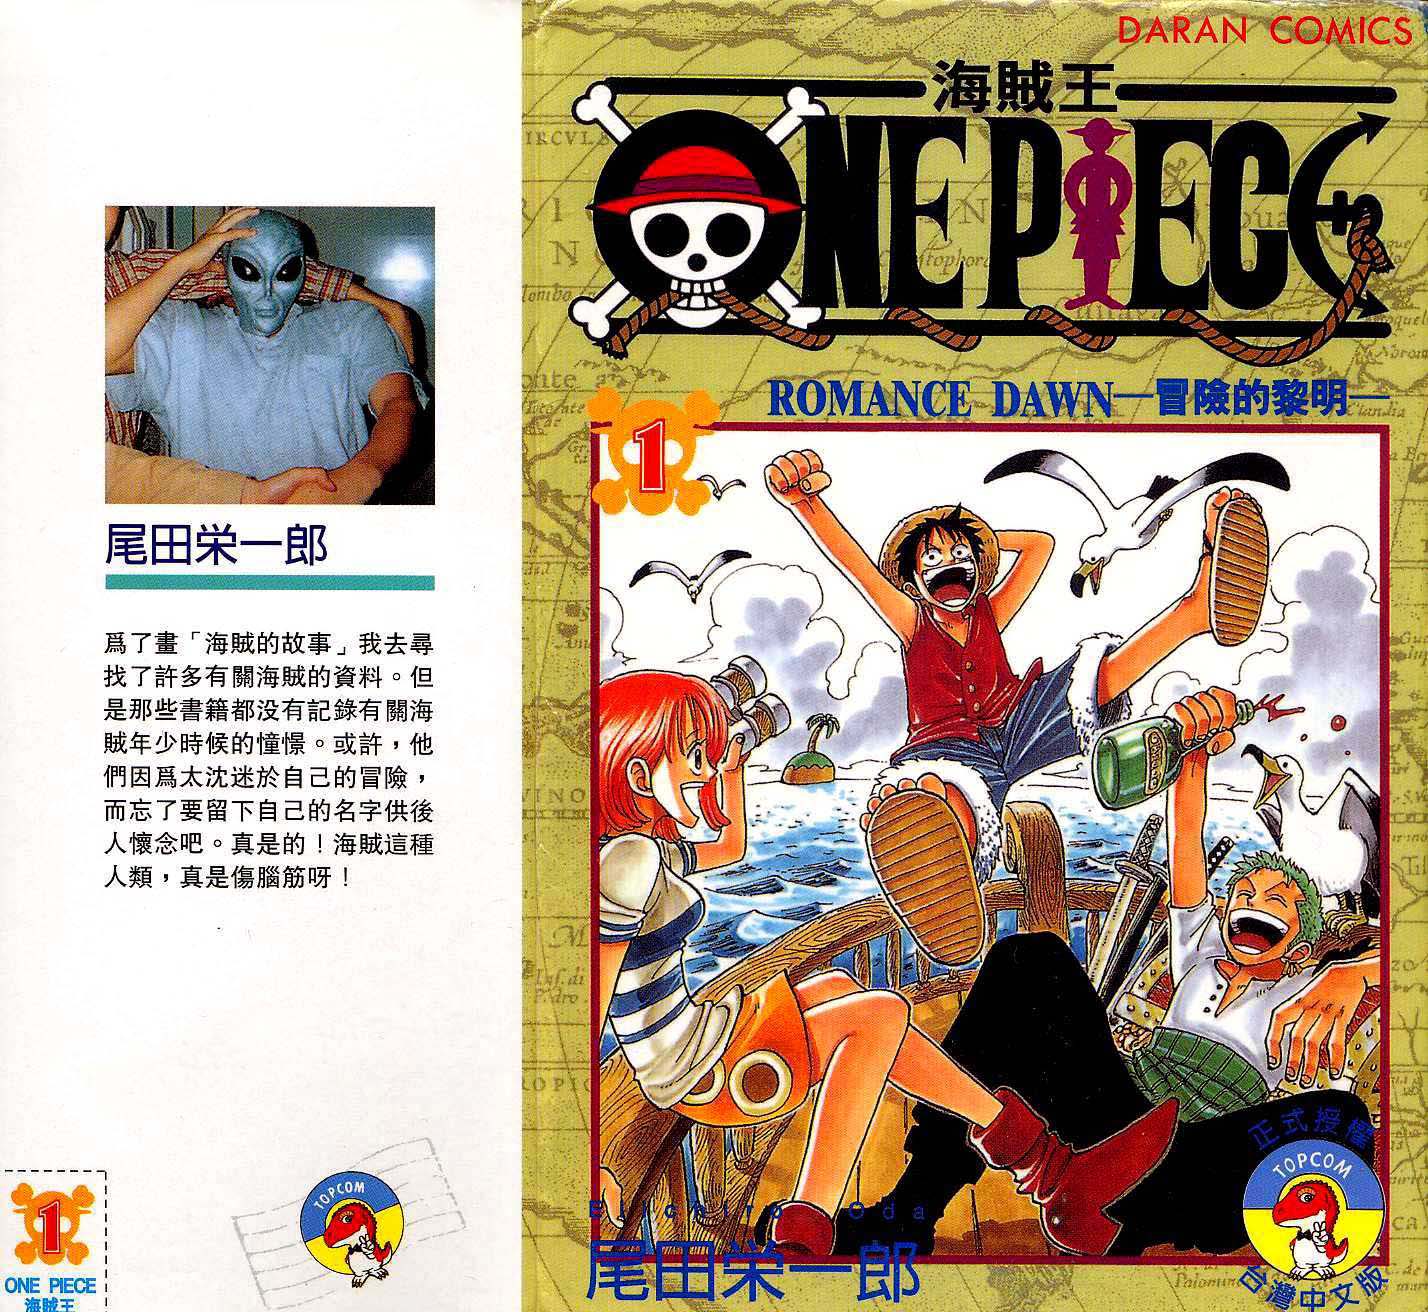 尾田栄一郎
爲了畫「海賊的故事」我去尋
找了許多有關海賊的資料。但
是那些書籍都没有記錄有關海
賊年少時候的憧憬。或許，他
們因爲太沈迷於自己的冒險，
而忘了要留下自己的名字供後
人懷念吧。真是的！海賊這種
人類，真是傷腦筋呀！
1
ONE PIECE
海賊王
TOPCOM
DARAN COMICS
海賊王
ONE PIECE
ROMANCE DAWN—冒險的黎明—
1
Eiichiro Oda
尾田栄一郎
正式授權
TOPCOM
台灣中文版